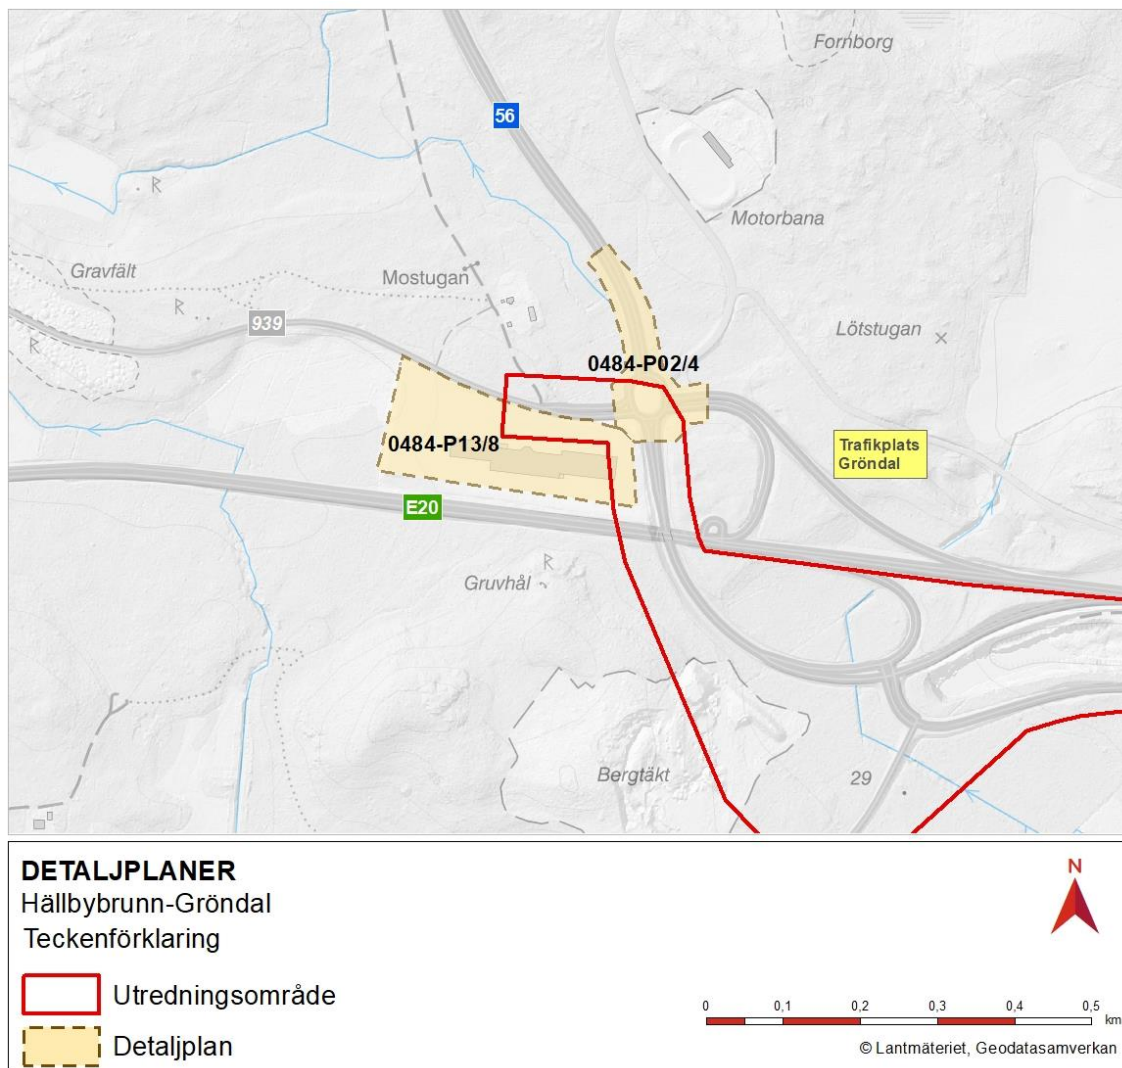 Fornborg
56
R
Motorbana
Gravfält
Mostugan
R
939
Lötstugan
R
0484-P02/4
0484-P13/8
Trafikplats
Gröndal
E20
R
Gruvhål
Bergtäkt
29
DETALJPLANER
Hällbybrunn-Gröndal
Teckenförklaring
N
Utredningsområde
Detaljplan
0 0,1 0,2 0,3 0,4 0,5
km
© Lantmäteriet, Geodatasamverkan